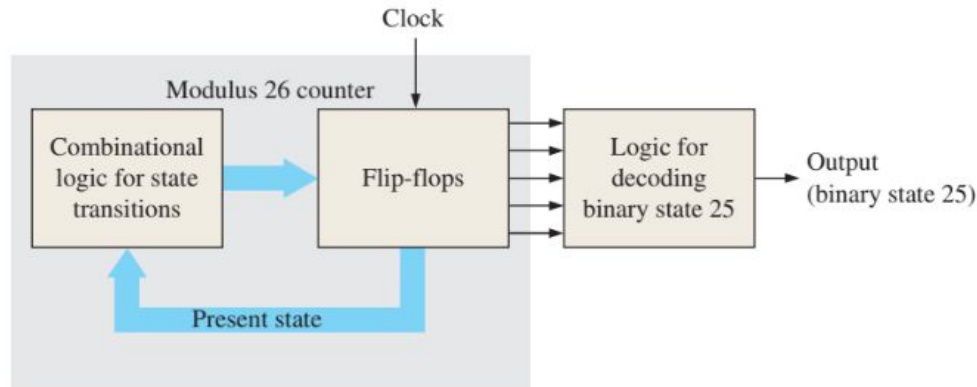 Clock
Modulus 26 counter
Combinational
logic for state
transitions
Flip-flops
Logic for
decoding
binary state 25
Output
(binary state 25)
Present state